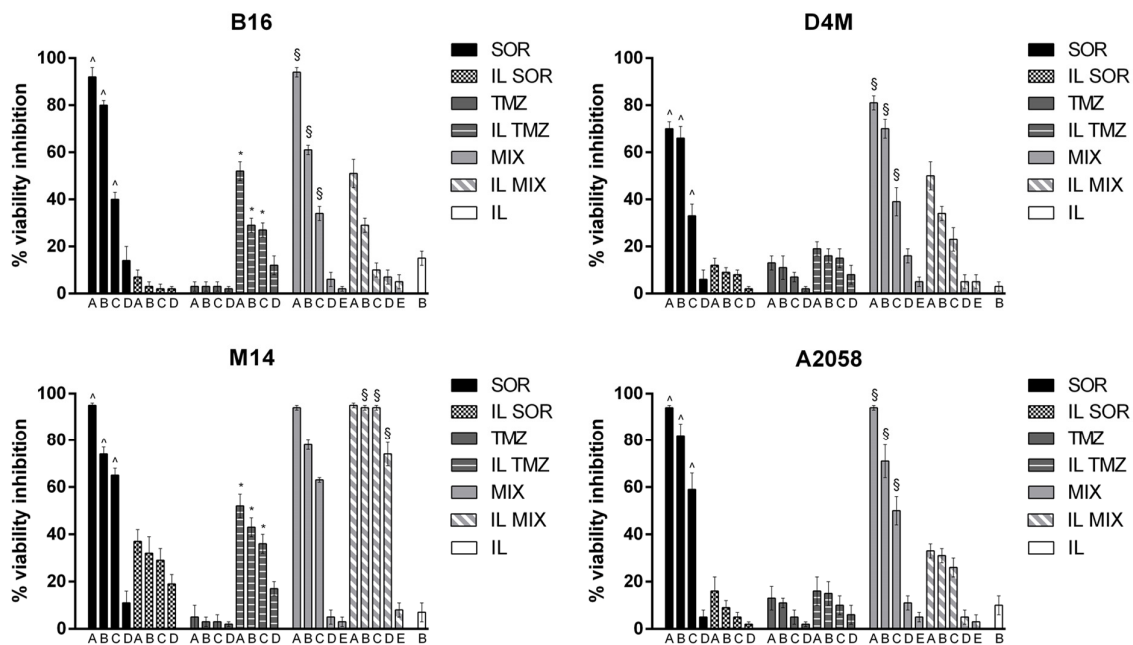 B16
% viability inhibition
100
80
60
40
20
0
^ ^ ^ * * * § § §
A B C D A B C D A B C D A B C D A B C D E A B C D E B
SOR
IL SOR
TMZ
IL TMZ
MIX
IL MIX
IL
D4M
% viability inhibition
100
80
60
40
20
0
^ ^ ^ § § §
A B C D A B C D A B C D A B C D A B C D E A B C D E B
SOR
IL SOR
TMZ
IL TMZ
MIX
IL MIX
IL
M14
% viability inhibition
100
80
60
40
20
0
^ ^ ^ * * * § § §
A B C D A B C D A B C D A B C D A B C D E A B C D E B
SOR
IL SOR
TMZ
IL TMZ
MIX
IL MIX
IL
A2058
% viability inhibition
100
80
60
40
20
0
^ ^ ^ § § §
A B C D A B C D A B C D A B C D A B C D E A B C D E B
SOR
IL SOR
TMZ
IL TMZ
MIX
IL MIX
IL